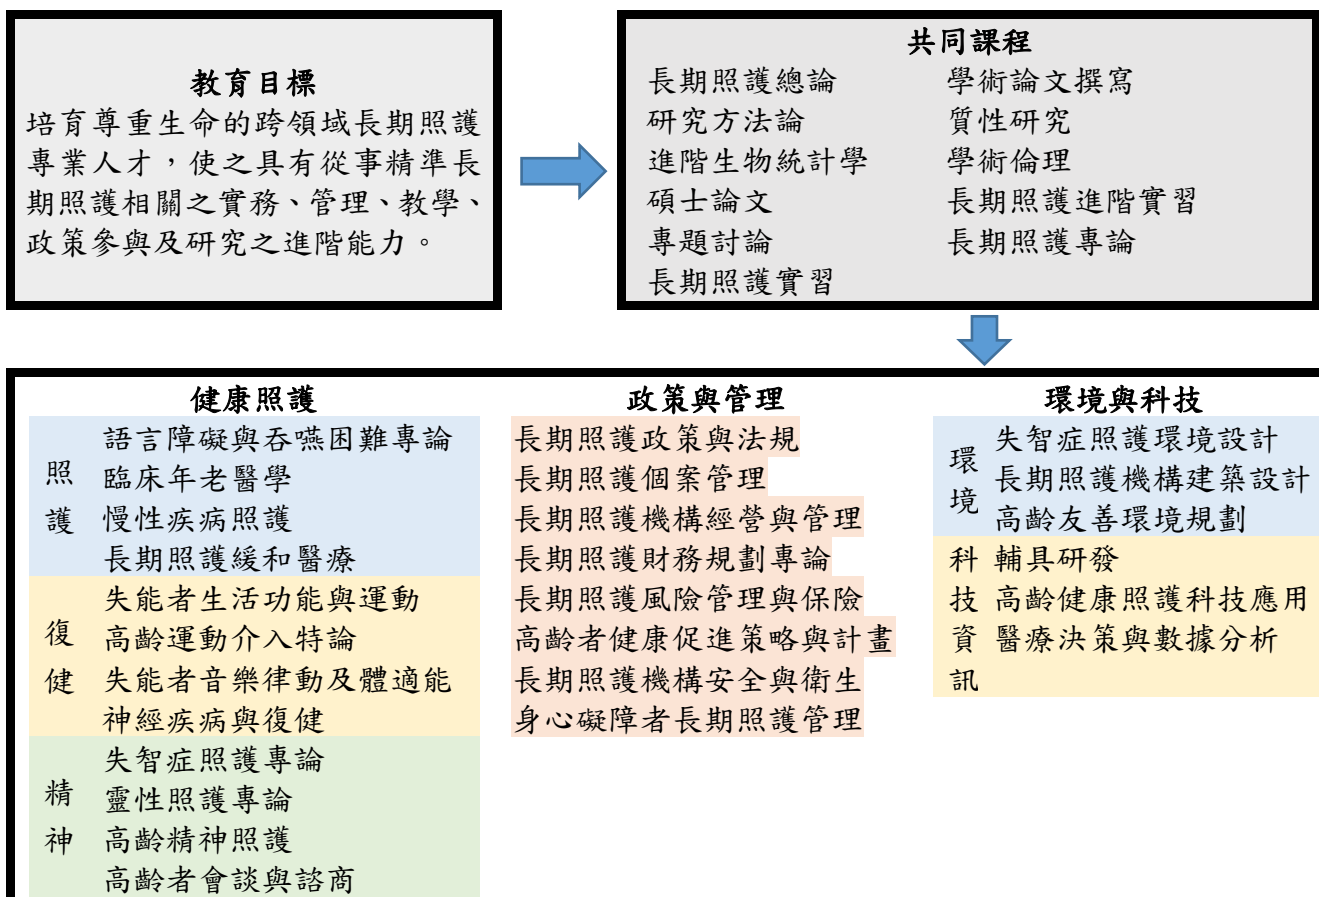 教育目標
培育尊重生命的跨領域長期照護
專業人才，使之具有從事精準長
期照護相關之實務、管理、教學、
政策參與及研究之進階能力。
共同課程
長期照護總論
研究方法論
進階生物統計學
碩士論文
專題討論
長期照護實習
學術論文撰寫
質性研究
學術倫理
長期照護進階實習
長期照護專論
健康照護
照護
語言障礙與吞嚥困難專論
臨床年老醫學
慢性疾病照護
長期照護緩和醫療
復健
失能者生活功能與運動
高齡運動介入特論
失能者音樂律動及體適能
神經疾病與復健
精神
失智症照護專論
靈性照護專論
高齡精神照護
高齡者會談與諮商
政策與管理
長期照護政策與法規
長期照護個案管理
長期照護機構經營與管理
長期照護財務規劃專論
長期照護風險管理與保險
高齡者健康促進策略與計畫
長期照護機構安全與衛生
身心礙障者長期照護管理
環境與科技
環境
失智症照護環境設計
長期照護機構建築設計
高齡友善環境規劃
科技資訊
輔具研發
高齡健康照護科技應用
醫療決策與數據分析